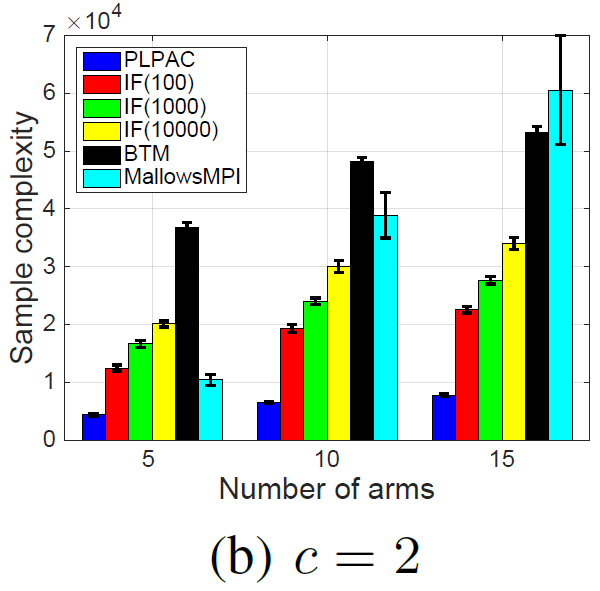 ×10^4
7
6
5
4
3
2
1
0
Sample complexity
PLPAC
IF(100)
IF(1000)
IF(10000)
BTM
MallowsMPI
5 10 15
Number of arms
(b) c = 2